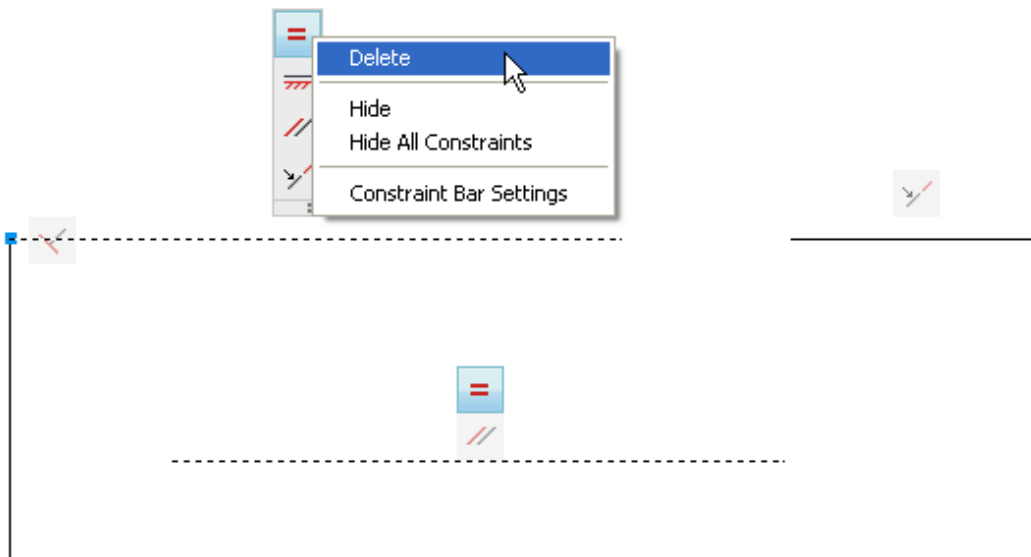 Delete
Hide
Hide All Constraints
Constraint Bar Settings